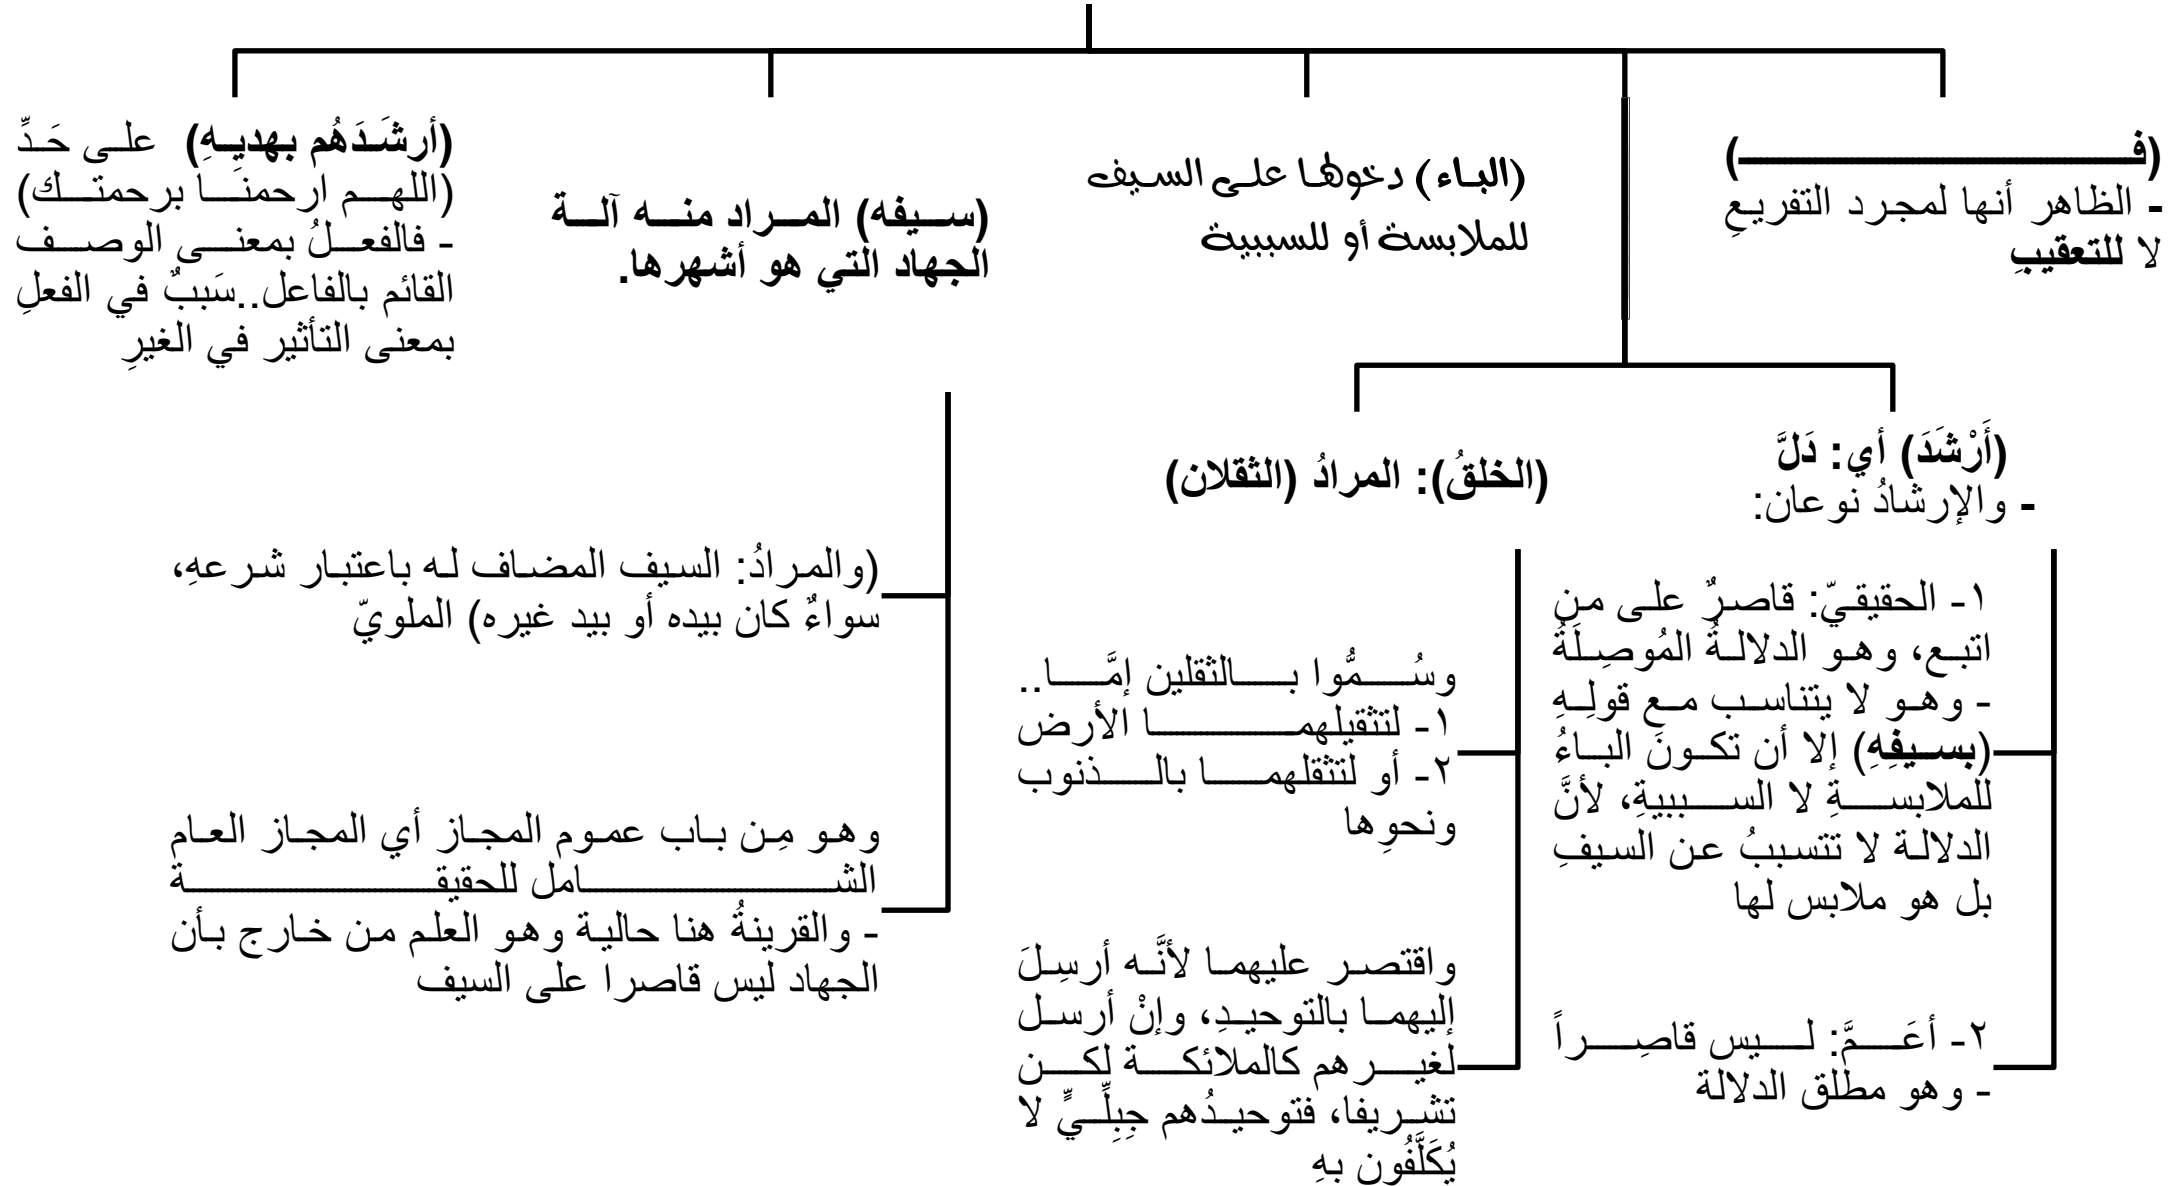 (فـ)
- الظاهر أنها لمجرد التفريعِ
لا للتعقيبِ
(أَرْشَدَ) أي: دَلَّ
- والإرشادُ نوعان:
١- الحقيقيّ: قاصرٌ على من
اتبع، وهو الدلالةُ المُوصِلَةُ
- وهو لا يتناسب مع قولِهِ
(بسيفِهِ) إلا أن تكونَ الباءُ
للملابسةِ لا السببيةِ، لأنَّ
الدلالة لا تتسببُ عن السيفِ
بل هو ملابس لها
٢- أعَمَّ: ليس قاصِراً
- وهو مطلق الدلالة
(الخلقُ): المرادُ (الثقلان)
وسُمُّوا بالثقلين إمَّا..
١- لتثقيلهما الأرض
٢- أو لتثقلهما بالذنوب
ونحوِها
واقتصر عليهما لأنَّه أرسِلَ
إليهما بالتوحيدِ، وإنْ أرسل
لغيرهم كالملائكة لكن
تشريفا، فتوحيدُهم جِبِلِّيٌّ لا
يُكَلَّفُون بهِ
(الباء) دخولها على السيف
للملابسة أو للسببية
(سيفه) المراد منه آلة
الجهاد التي هو أشهرها.
(والمرادُ: السيف المضاف له باعتبار شرعهِ،
سواءٌ كان بيده أو بيد غيره) الملويّ
وهو مِن باب عموم المجاز أي المجاز العام
الشامل للحقيقة
- والقرينةُ هنا حالية وهو العلم من خارج بأن
الجهاد ليس قاصرا على السيف
(أرشَدَهُم بهديِهِ) على حَدِّ
(اللهم ارحمنَا برحمتك)
- فالفعلُ بمعنى الوصف
القائم بالفاعل..سَببٌ في الفعلِ
بمعنى التأثير في الغيرِ